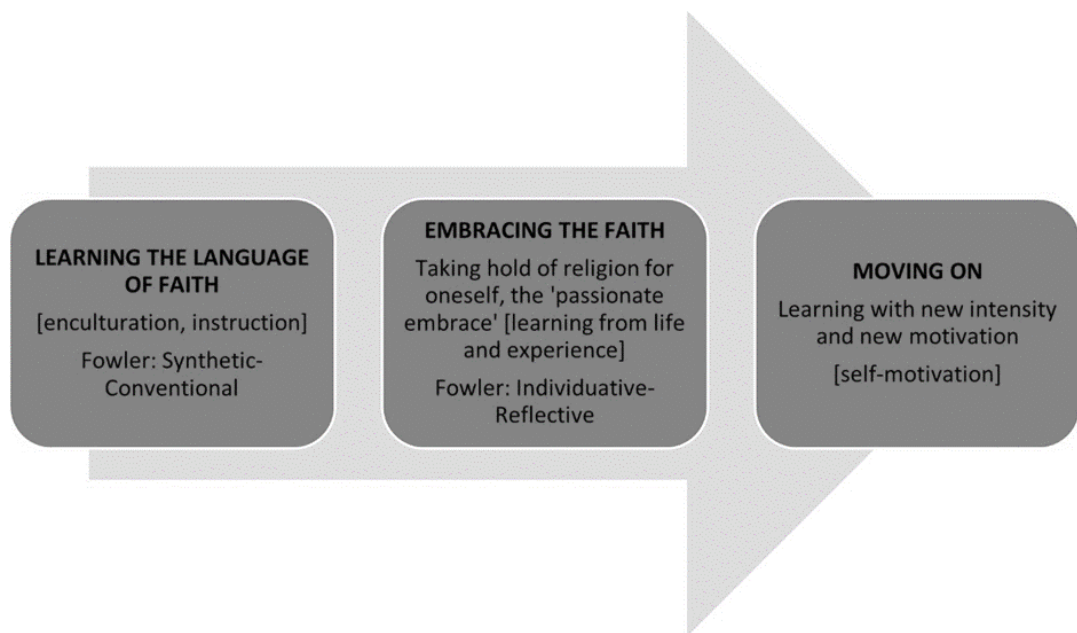 LEARNING THE LANGUAGE
OF FAITH
[enculturation, instruction]
Fowler: Synthetic-
Conventional
EMBRACING THE FAITH
Taking hold of religion for
oneself, the 'passionate
embrace' [learning from life
and experience]
Fowler: Individuative-
Reflective
MOVING ON
Learning with new intensity
and new motivation
[self-motivation]